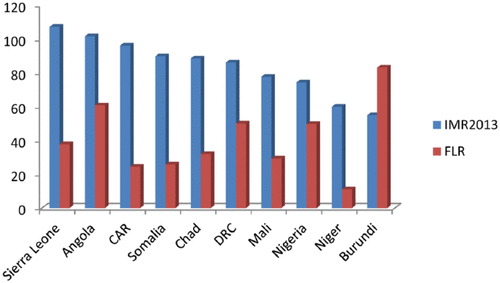 120
100
80
60
40
20
0
Sierra Leone
Angola
CAR
Somalia
Chad
DRC
Mali
Nigeria
Niger
Burundi
IMR2013
FLR